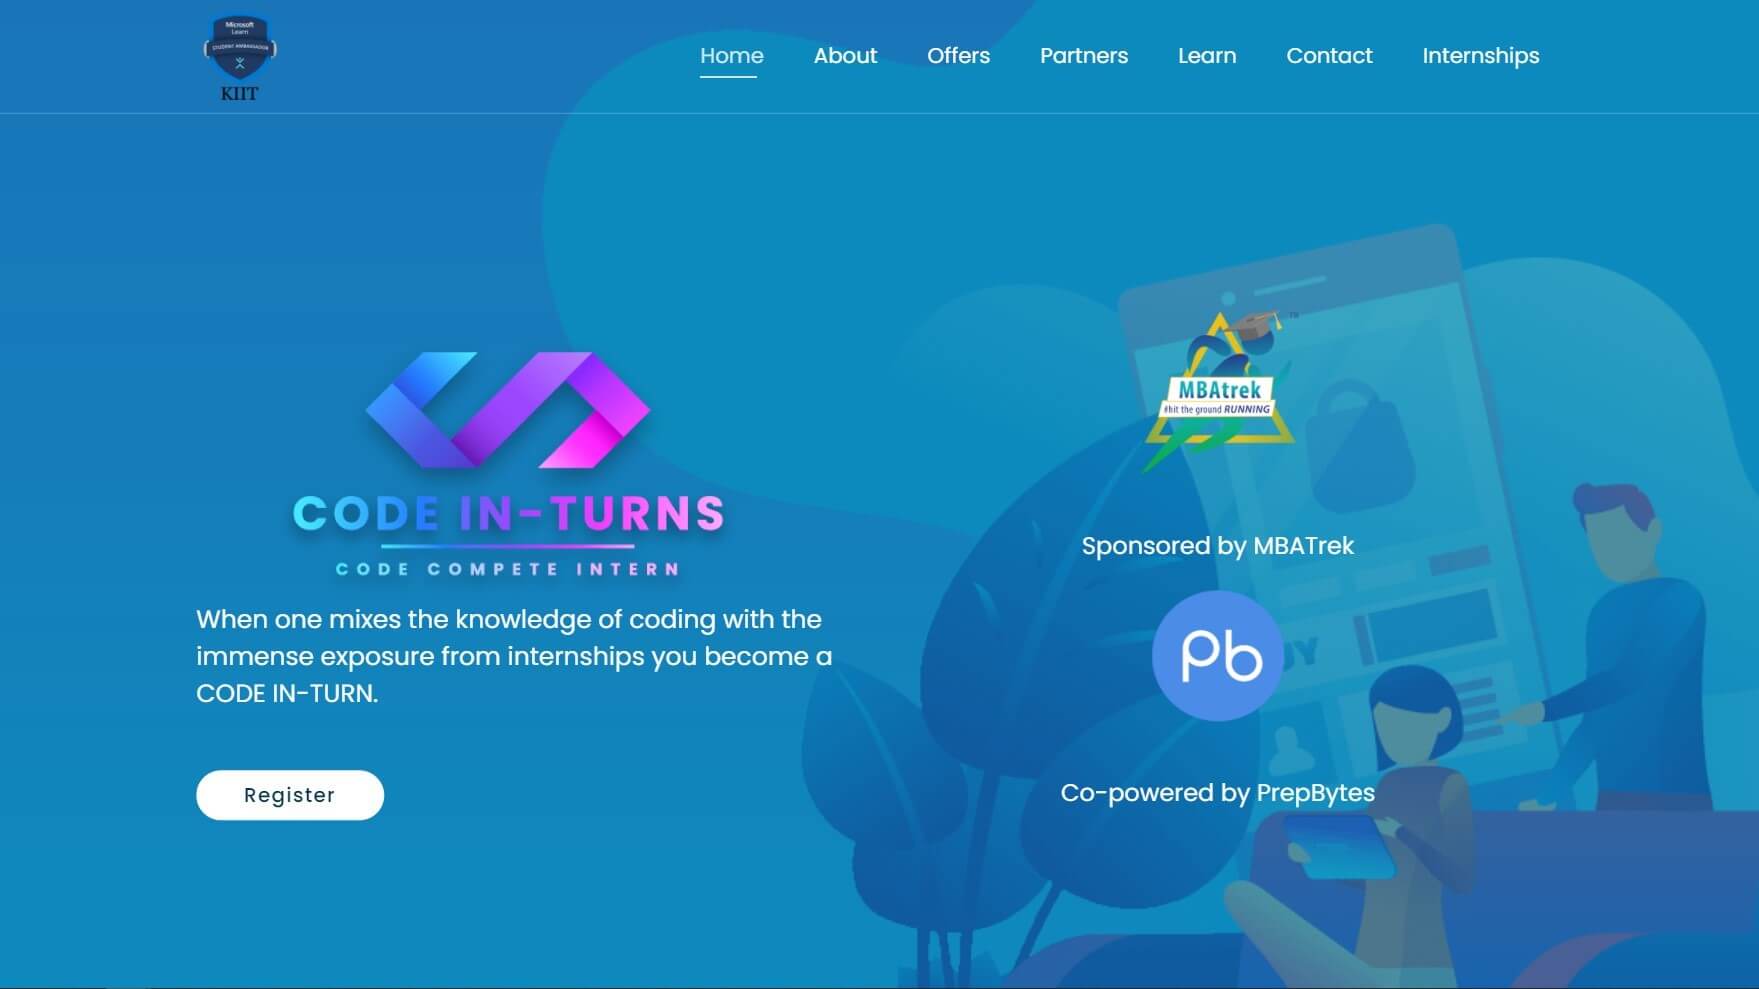 Microsoft
Learn
STUDENT AMBASSADOR
KIIT
Home About Offers Partners Learn Contact Internships
CODE IN-TURNS
CODE COMPETE INTERN
When one mixes the knowledge of coding with the
immense exposure from internships you become a
CODE IN-TURN.
Register
TM
MBAtrek
#hit the ground RUNNING
Sponsored by MBATrek
Pb
UY
Co-powered by PrepBytes